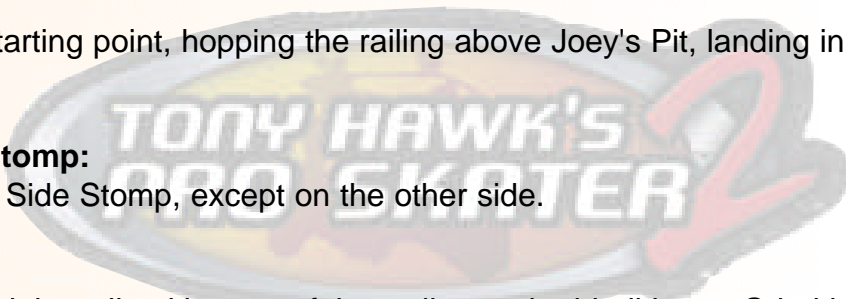 tarting point, hopping the railing above Joey's Pit, landing in
TONY HAWK'S
tomp:
PRO SKATER 2
Side Stomp, except on the other side.